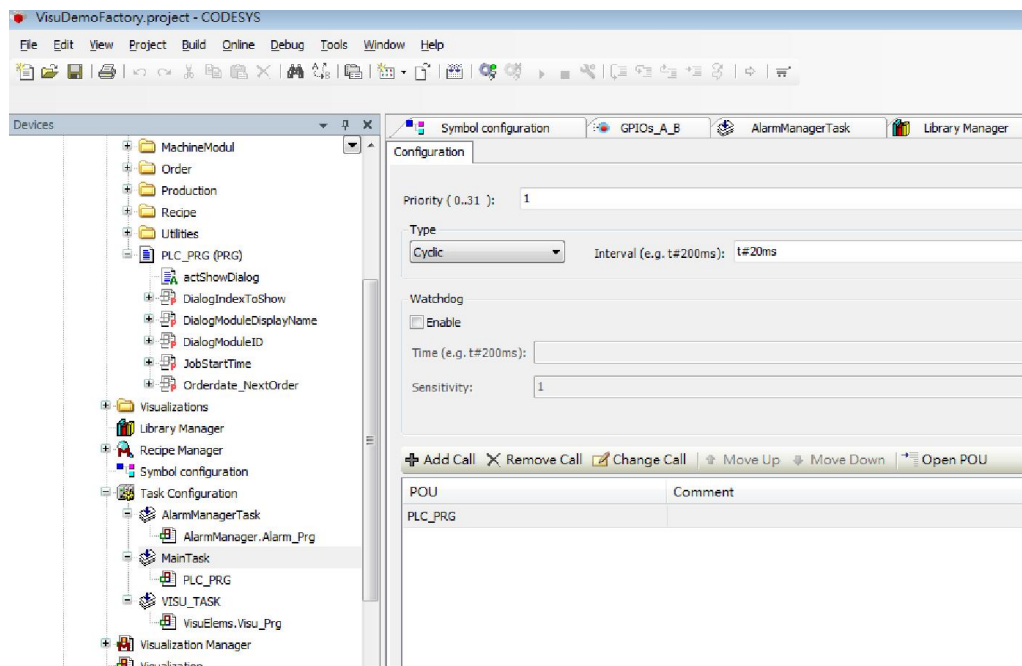 VisuDemoFactory.project - CODESYS
File Edit View Project Build Online Debug Tools Window Help
Devices
MachineModul
Order
Production
Recipe
Utilities
PLC_PRG (PRG)
actShowDialog
DialogIndexToShow
DialogModuleDisplayName
DialogModuleID
JobStartTime
Orderdate_NextOrder
Visualizations
Library Manager
Recipe Manager
Symbol configuration
Task Configuration
AlarmManagerTask
AlarmManager.Alarm_Prg
MainTask
PLC_PRG
VISU_TASK
VisuElems.Visu_Prg
Visualization Manager
Visualization
Symbol configuration GPIOs_A_B AlarmManagerTask Library Manager
Configuration
Priority ( 0..31 ): 1
Type
Cyclic Interval (e.g. t#200ms): t#20ms
Watchdog
Enable
Time (e.g. t#200ms):
Sensitivity: 1
Add Call Remove Call Change Call Move Up Move Down Open POU
POU Comment
PLC_PRG